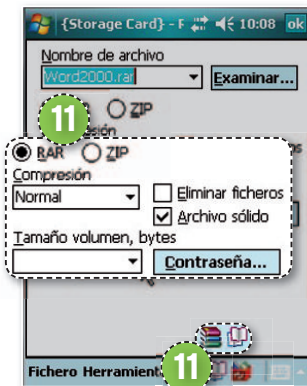 {Storage Card} - F 10:08 ok
Nombre de archivo
Word2000.rar Examinar...
11 ZIP
RAR ZIP
Compresión
Normal Eliminar ficheros
Archivo sólido
Tamaño volumen, bytes
Contraseña...
Fichero Herramient 11